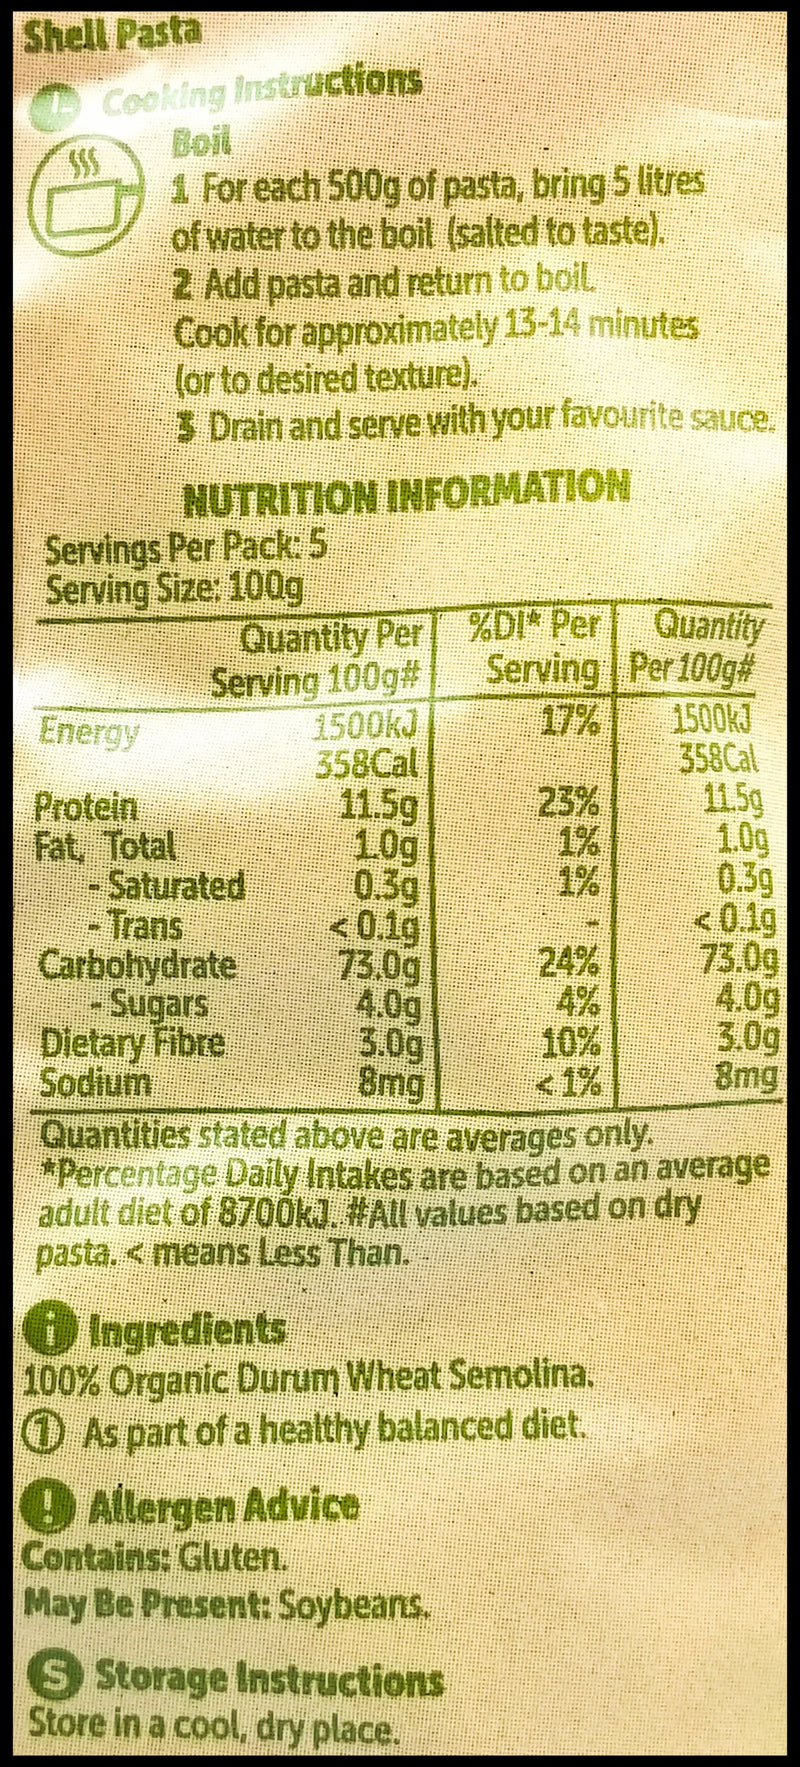 Shell Pasta
Cooking Instructions
Boil
1 For each 500g of pasta, bring 5 litres
of water to the boil (salted to taste).
2 Add pasta and return to boil.
Cook for approximately 13-14 minutes
(or to desired texture).
3 Drain and serve with your favourite sauce.
NUTRITION INFORMATION
Servings Per Pack: 5
Serving Size: 100g
Quantity Per %DI* Per Quantity
Serving 100g# Serving Per 100g#
Energy 1500kJ 17% 1500kJ
358Cal 358Cal
Protein 11.5g 23% 11.5g
Fat, Total 1.0g 1% 1.0g
- Saturated 0.3g 1% 0.3g
- Trans < 0.1g - < 0.1g
Carbohydrate 73.0g 24% 73.0g
- Sugars 4.0g 4% 4.0g
Dietary Fibre 3.0g 10% 3.0g
Sodium 8mg < 1% 8mg
Quantities stated above are averages only.
*Percentage Daily Intakes are based on an average
adult diet of 8700kJ. #All values based on dry
pasta. < means Less Than.
i Ingredients
100% Organic Durum Wheat Semolina.
① As part of a healthy balanced diet.
! Allergen Advice
Contains: Gluten.
May Be Present: Soybeans.
S Storage Instructions
Store in a cool, dry place.